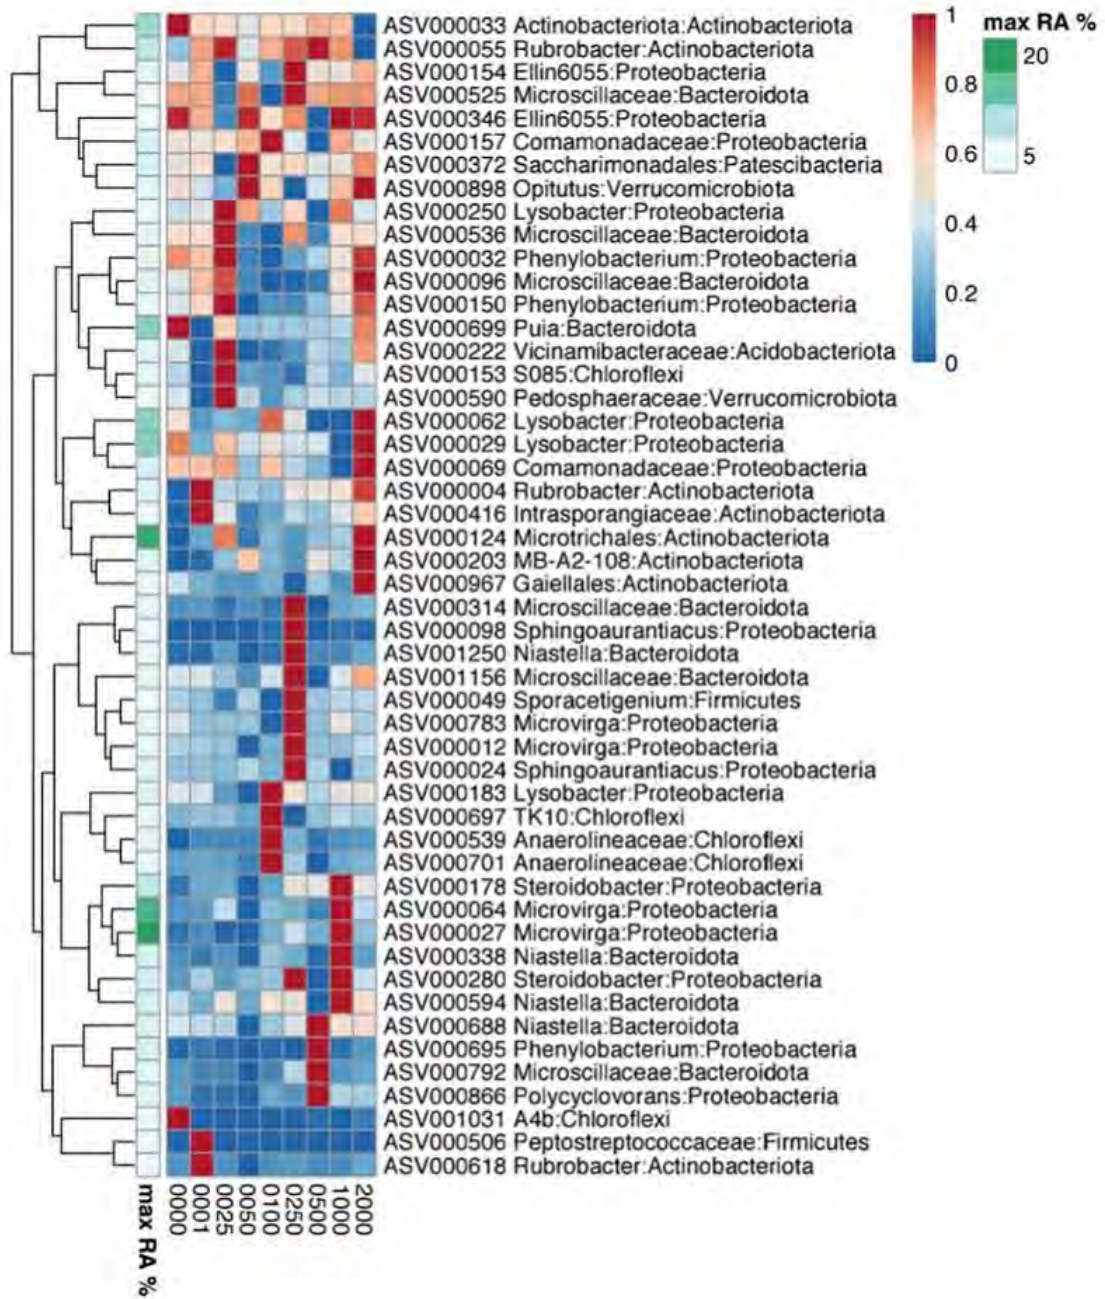 ASV000033 Actinobacteriota:Actinobacteriota
ASV000055 Rubrobacter:Actinobacteriota
ASV000154 Ellin6055:Proteobacteria
ASV000525 Microscillaceae:Bacteroidota
ASV000346 Ellin6055:Proteobacteria
ASV000157 Comamonadaceae:Proteobacteria
ASV000372 Saccharimonadales:Patescibacteria
ASV000898 Opitutus:Verrucomicrobiota
ASV000250 Lysobacter:Proteobacteria
ASV000536 Microscillaceae:Bacteroidota
ASV000032 Phenylobacterium:Proteobacteria
ASV000096 Microscillaceae:Bacteroidota
ASV000150 Phenylobacterium:Proteobacteria
ASV000699 Puia:Bacteroidota
ASV000222 Vicinamibacteraceae:Acidobacteriota
ASV000153 S085:Chloroflexi
ASV000590 Pedosphaeraceae:Verrucomicrobiota
ASV000062 Lysobacter:Proteobacteria
ASV000029 Lysobacter:Proteobacteria
ASV000069 Comamonadaceae:Proteobacteria
ASV000004 Rubrobacter:Actinobacteriota
ASV000416 Intrasporangiaceae:Actinobacteriota
ASV000124 Microtrichales:Actinobacteriota
ASV000203 MB-A2-108:Actinobacteriota
ASV000967 Gaiellales:Actinobacteriota
ASV000314 Microscillaceae:Bacteroidota
ASV000098 Sphingoaurantiacus:Proteobacteria
ASV001250 Niastella:Bacteroidota
ASV001156 Microscillaceae:Bacteroidota
ASV000049 Sporacetigenium:Firmicutes
ASV000783 Microvirga:Proteobacteria
ASV000012 Microvirga:Proteobacteria
ASV000024 Sphingoaurantiacus:Proteobacteria
ASV000183 Lysobacter:Proteobacteria
ASV000697 TK10:Chloroflexi
ASV000539 Anaerolineaceae:Chloroflexi
ASV000701 Anaerolineaceae:Chloroflexi
ASV000178 Steroidobacter:Proteobacteria
ASV000064 Microvirga:Proteobacteria
ASV000027 Microvirga:Proteobacteria
ASV000338 Niastella:Bacteroidota
ASV000280 Steroidobacter:Proteobacteria
ASV000594 Niastella:Bacteroidota
ASV000688 Niastella:Bacteroidota
ASV000695 Phenylobacterium:Proteobacteria
ASV000792 Microscillaceae:Bacteroidota
ASV000866 Polycyclovorans:Proteobacteria
ASV001031 A4b:Chloroflexi
ASV000506 Peptostreptococcaceae:Firmicutes
ASV000618 Rubrobacter:Actinobacteriota
max RA %
0000
0001
0025
0050
0100
0250
0500
1000
2000
1
0.8
0.6
0.4
0.2
0
max RA %
20
5